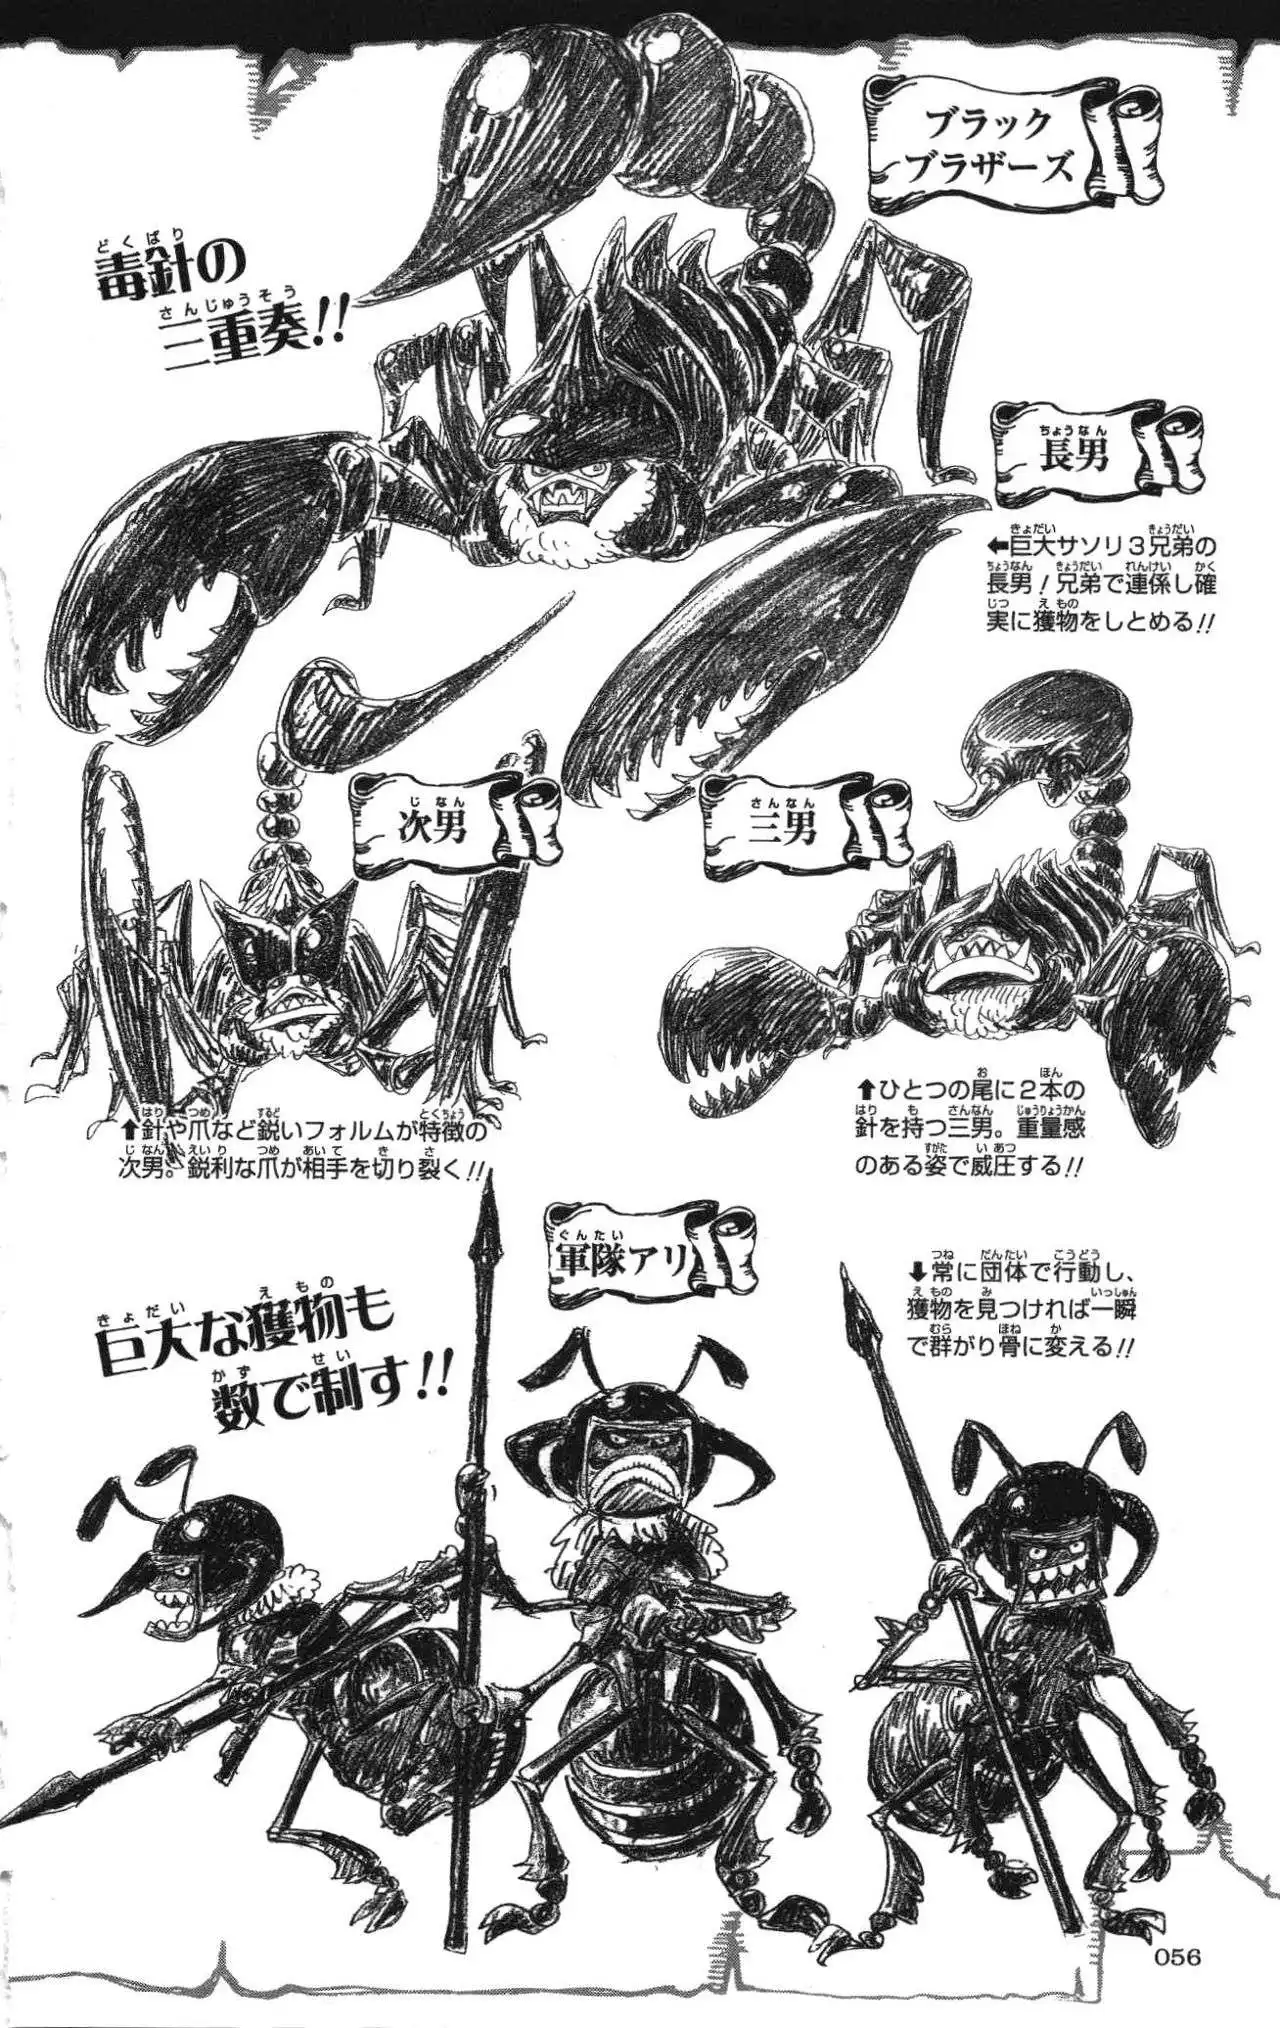 ブラック
ブラザーズ
毒針の
三重奏!!
長男
←巨大サソリ3兄弟の
長男!兄弟で連係し確
実に獲物をしとめる!!
次男
↑針や爪など鋭いフォルムが特徴の
次男。鋭利な爪が相手を切り裂く!!
三男
↑ひとつの尾に2本の
針を持つ三男。重量感
のある姿で威圧する!!
軍隊アリ
巨大な獲物も
数で制す!!
↓常に団体で行動し、
獲物を見つければ一瞬
で群がり骨に変える!!
056